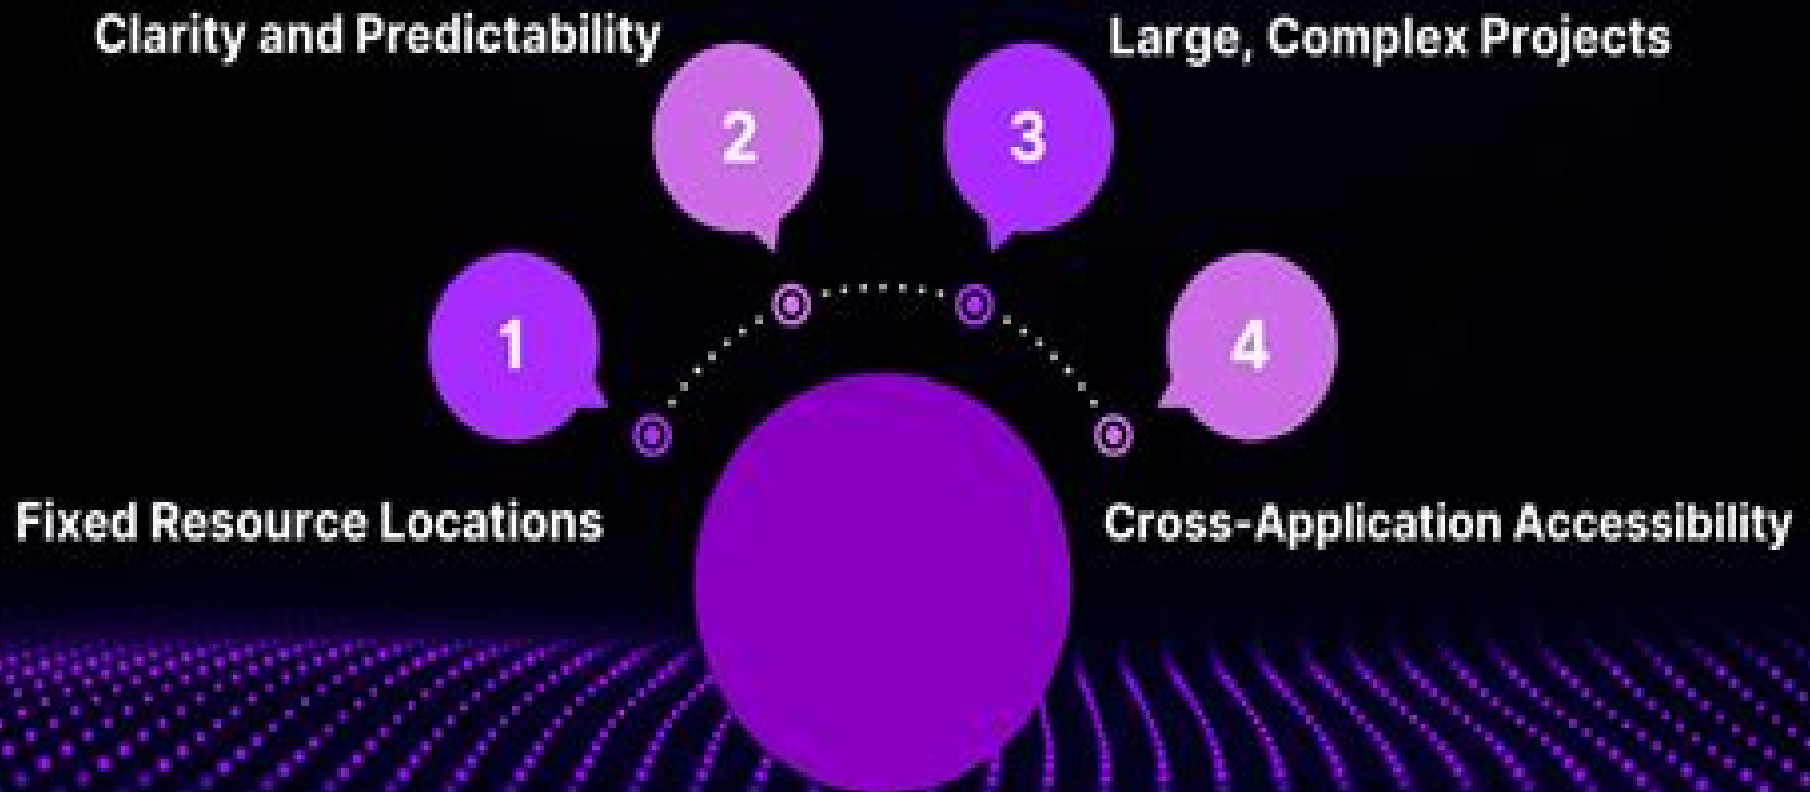 Clarity and Predictability
Large, Complex Projects
2
3
1
4
Fixed Resource Locations
Cross-Application Accessibility